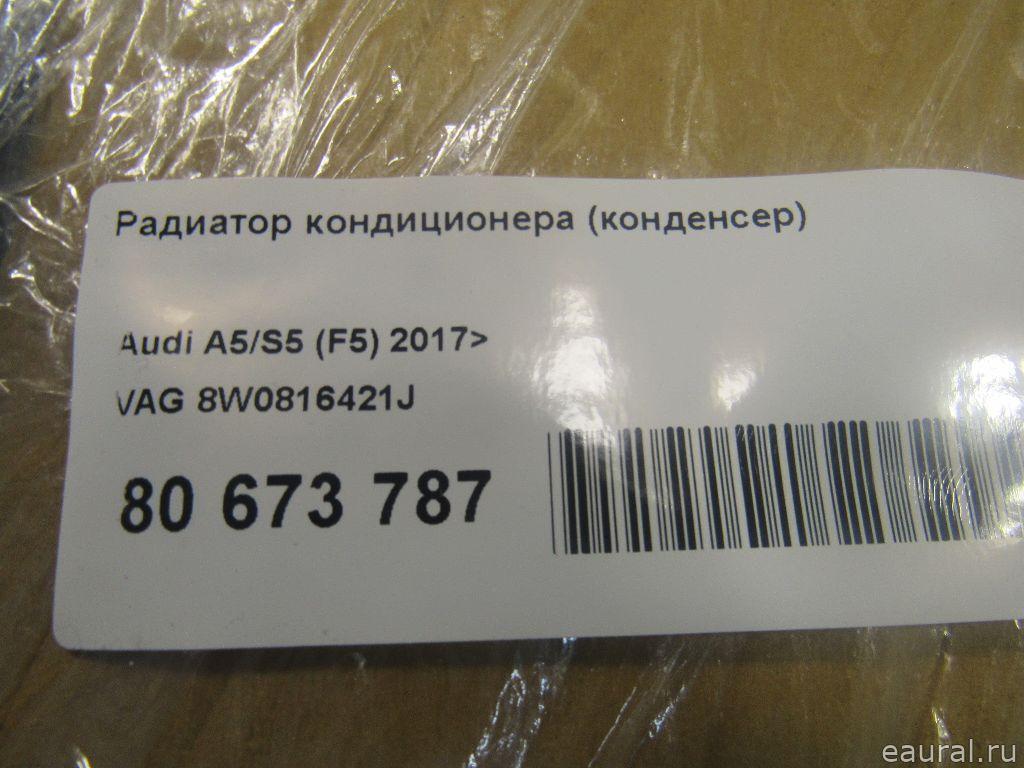 Радиатор кондиционера (конденсер)
Audi A5/S5 (F5) 2017>
VAG 8W0816421J
80 673 787
eaural.ru